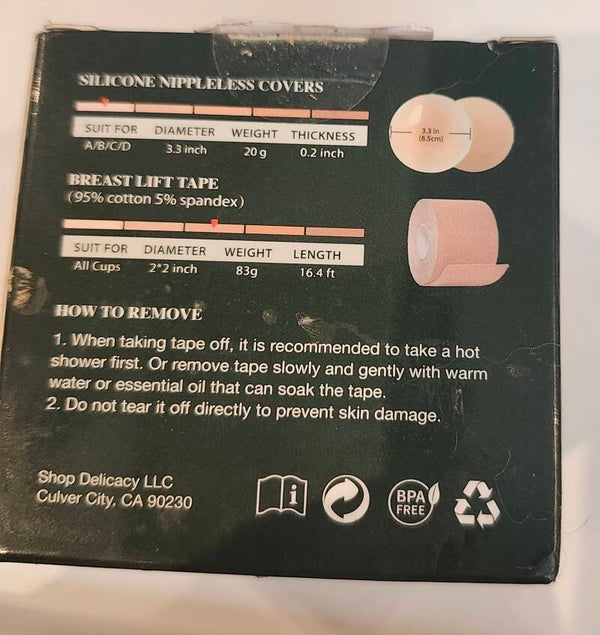 SILICONE NIPPLELESS COVERS
SUIT FOR DIAMETER WEIGHT THICKNESS
A/B/C/D 3.3 inch 20 g 0.2 inch
3.3 in
(8.5cm)
BREAST LIFT TAPE
(95% cotton 5% spandex)
SUIT FOR DIAMETER WEIGHT LENGTH
All Cups 2*2 inch 83g 16.4 ft
HOW TO REMOVE
1. When taking tape off, it is recommended to take a hot
shower first. Or remove tape slowly and gently with warm
water or essential oil that can soak the tape.
2. Do not tear it off directly to prevent skin damage.
Shop Delicacy LLC
Culver City, CA 90230
i
BPA
FREE